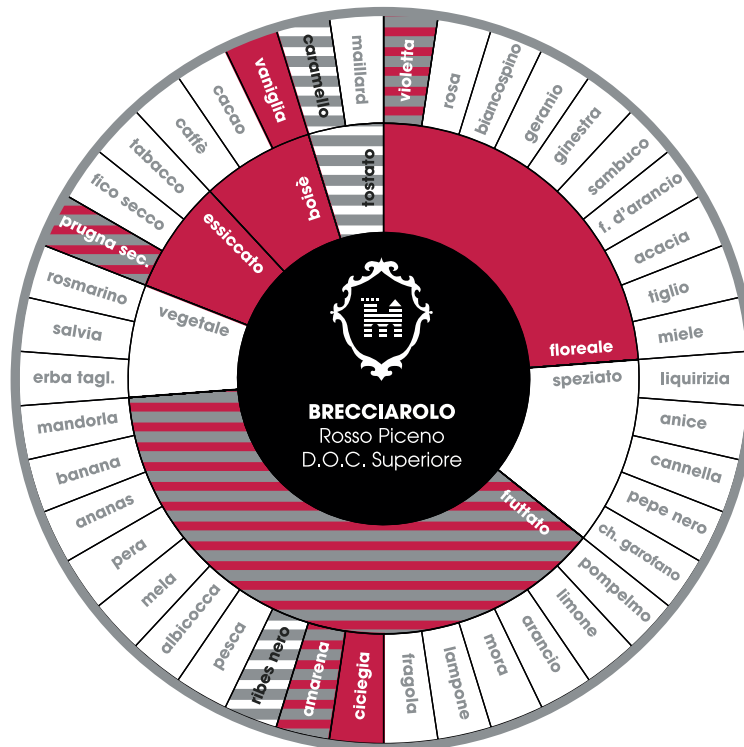 violetta
rosa
biancospino
geranio
ginestra
sambuco
f. d'arancio
acacia
tiglio
miele
liquirizia
anice
cannella
pepe nero
ch. garofano
pompelmo
limone
arancio
mora
lampone
fragola
ciciegia
amarena
ribes nero
pesca
albicocca
mela
pera
ananas
banana
mandorla
erba tagl.
salvia
rosmarino
prugna sec.
fico secco
tabacco
caffè
cacao
vaniglia
caramello
maillard
floreale
speziato
fruttato
vegetale
essiccato
boisé
tostato
BRECCIAROLO
Rosso Piceno
D.O.C. Superiore